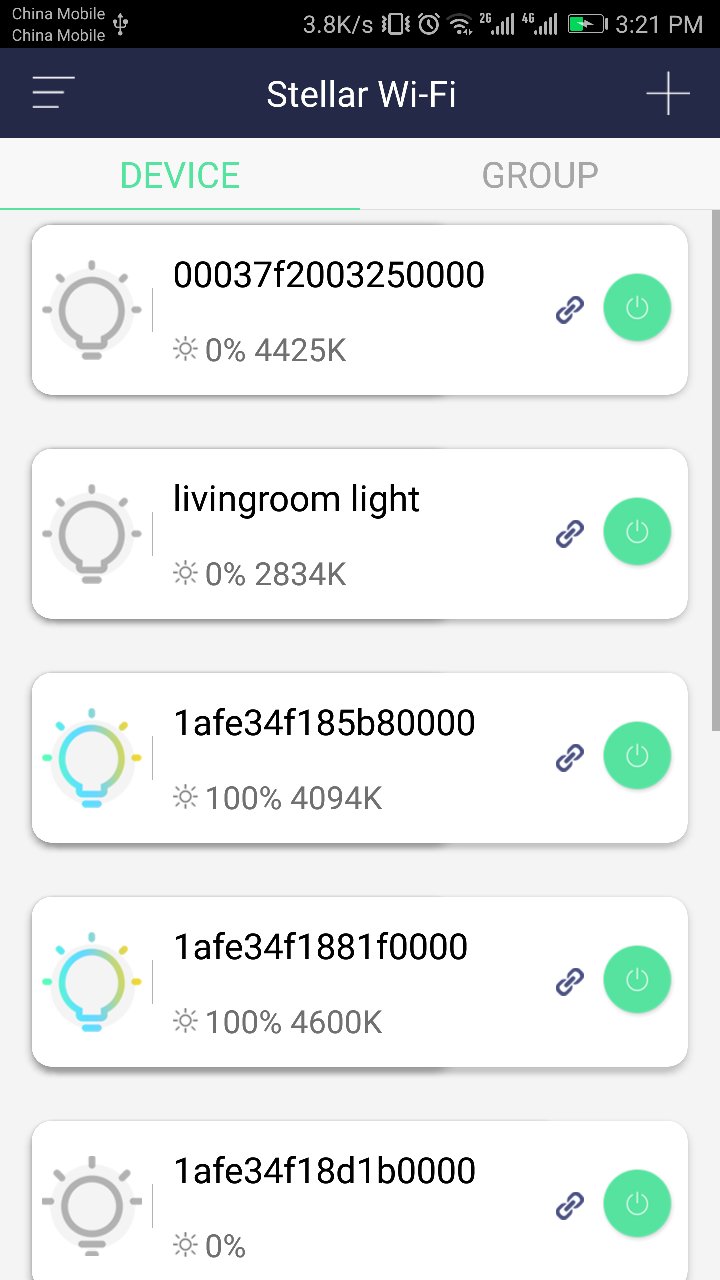 China Mobile
China Mobile
3.8K/s 2G 4G 3:21 PM
Stellar Wi-Fi
DEVICE GROUP
00037f2003250000
0% 4425K
livingroom light
0% 2834K
1afe34f185b80000
100% 4094K
1afe34f1881f0000
100% 4600K
1afe34f18d1b0000
0%